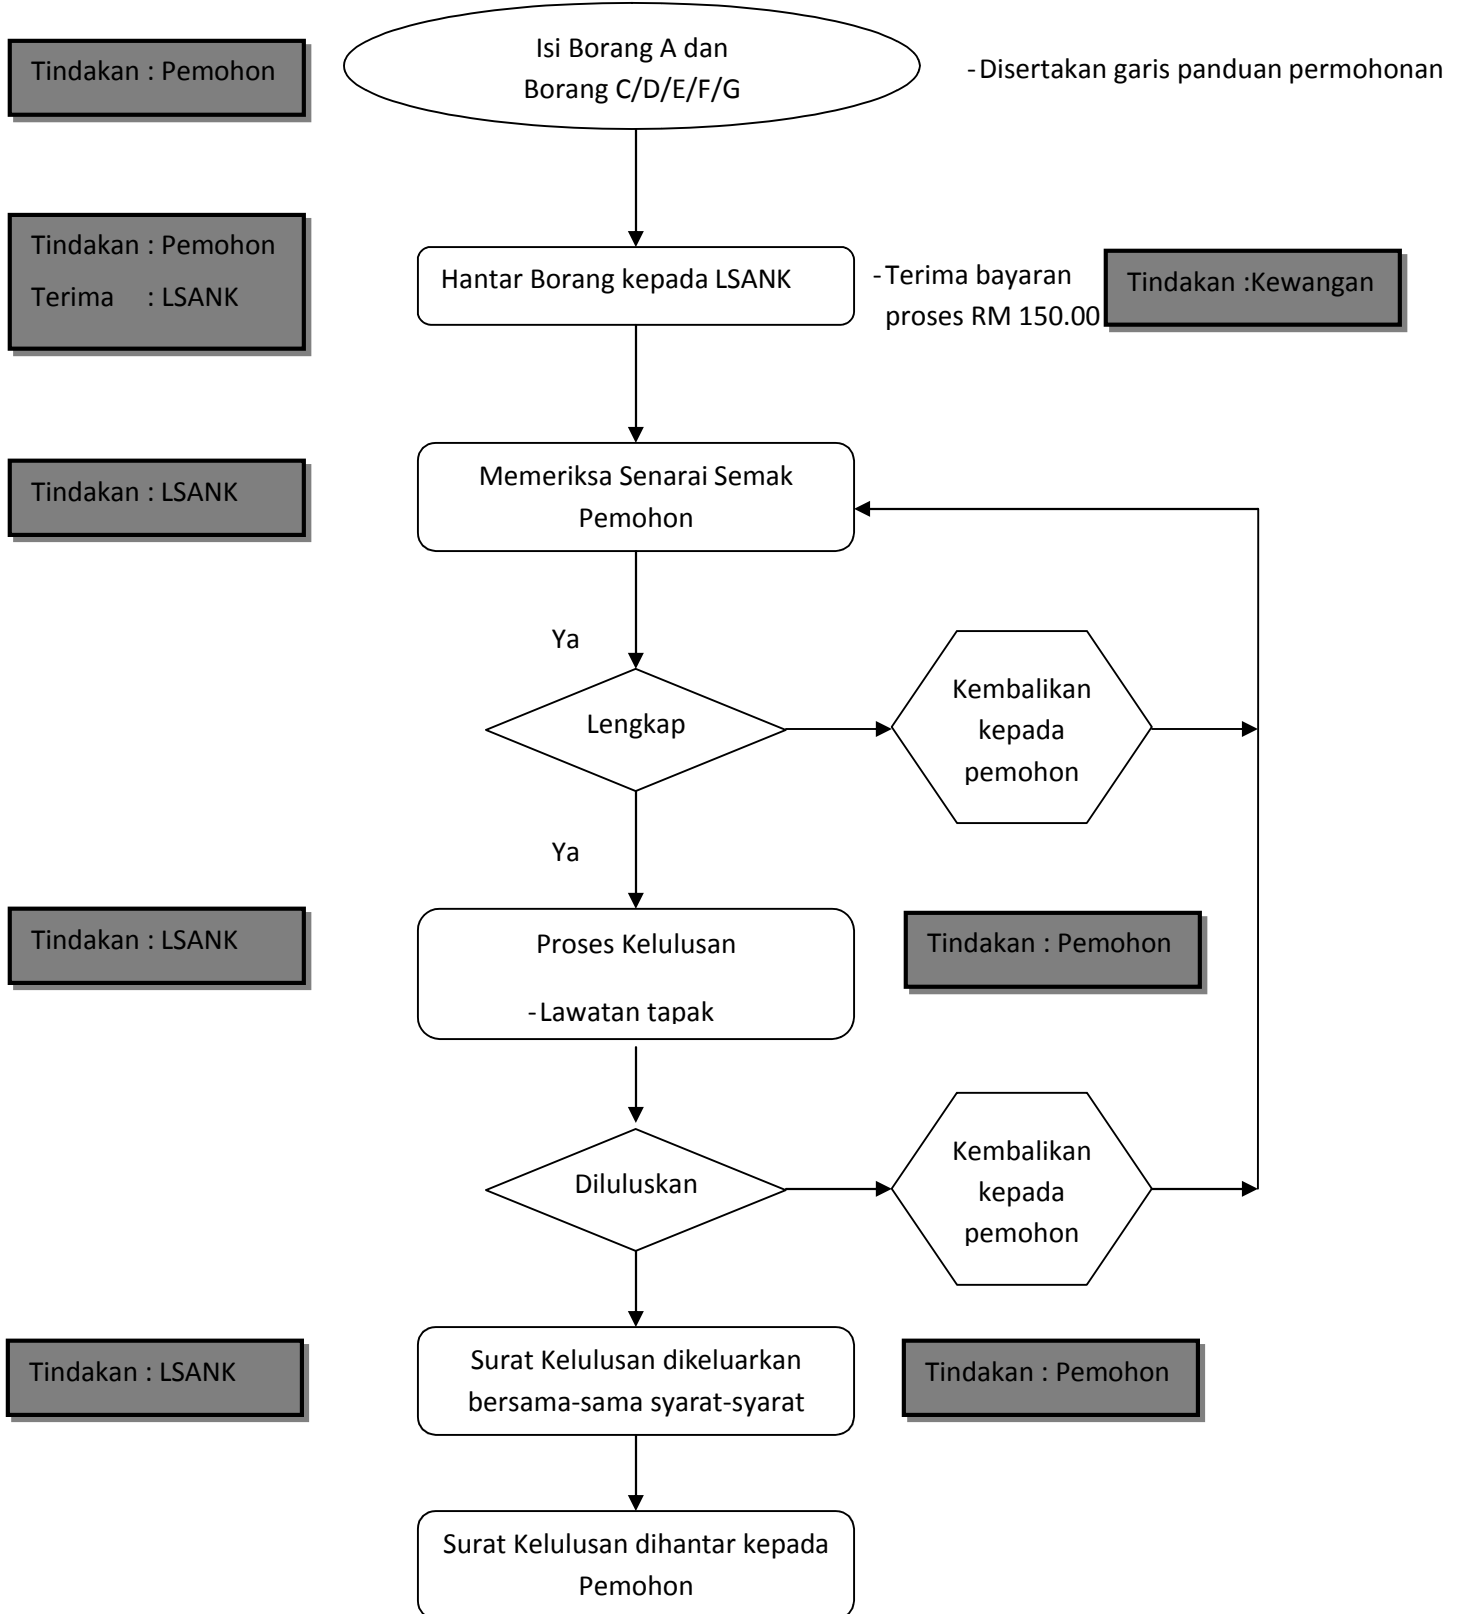 Isi Borang A dan
Borang C/D/E/F/G
Tindakan : Pemohon
-Disertakan garis panduan permohonan
Tindakan : Pemohon
Terima : LSANK
Hantar Borang kepada LSANK
-Terima bayaran
proses RM 150.00
Tindakan :Kewangan
Tindakan : LSANK
Memeriksa Senarai Semak
Pemohon
Ya
Lengkap
Kembalikan
kepada
pemohon
Ya
Tindakan : LSANK
Proses Kelulusan
-Lawatan tapak
Tindakan : Pemohon
Diluluskan
Kembalikan
kepada
pemohon
Tindakan : LSANK
Surat Kelulusan dikeluarkan
bersama-sama syarat-syarat
Tindakan : Pemohon
Surat Kelulusan dihantar kepada
Pemohon